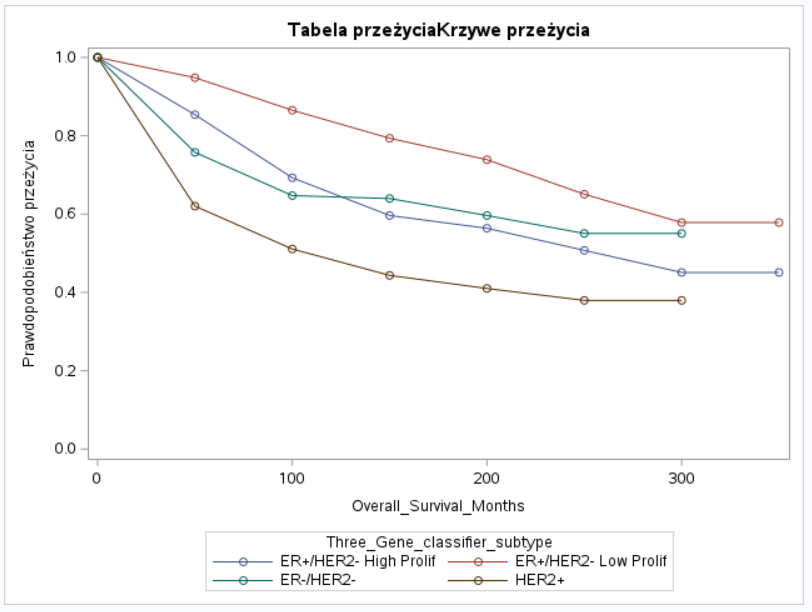 Tabela przeżyciaKrzywe przeżycia
1.0
0.8
0.6
0.4
0.2
0.0
Prawdopodobieństwo przeżycia
0 100 200 300
Overall_Survival_Months
Three_Gene_classifier_subtype
ER+/HER2- High Prolif ER+/HER2- Low Prolif
ER-/HER2- HER2+